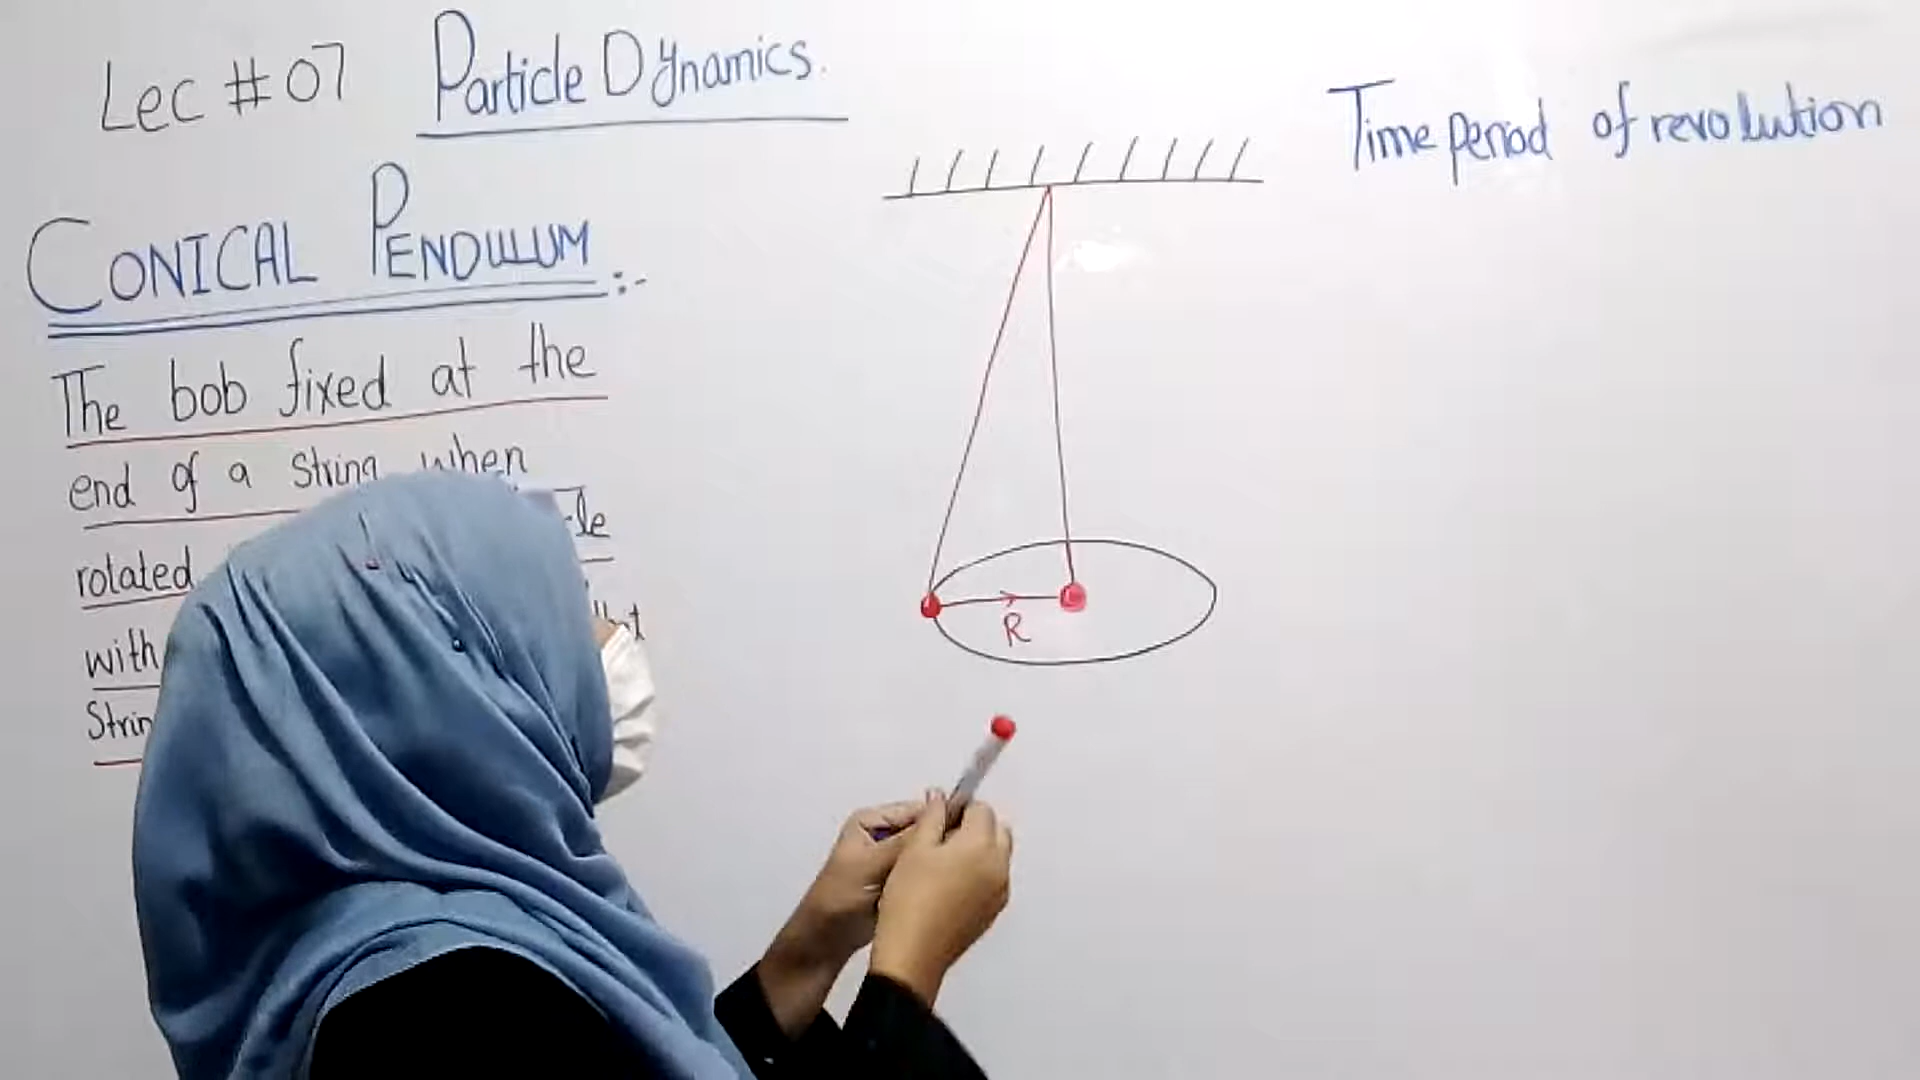 Lec # 07 Particle Dynamics.
Time period of revolution
CONICAL PENDULUM :-
The bob fixed at the
end of a string when
rotated
with
R